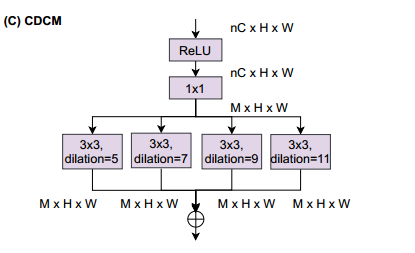 (C) CDCM
nC x H x W
ReLU
nC x H x W
1x1
M x H x W
3x3,
dilation=5
3x3,
dilation=7
3x3,
dilation=9
3x3,
dilation=11
M x H x W
M x H x W
M x H x W
M x H x W